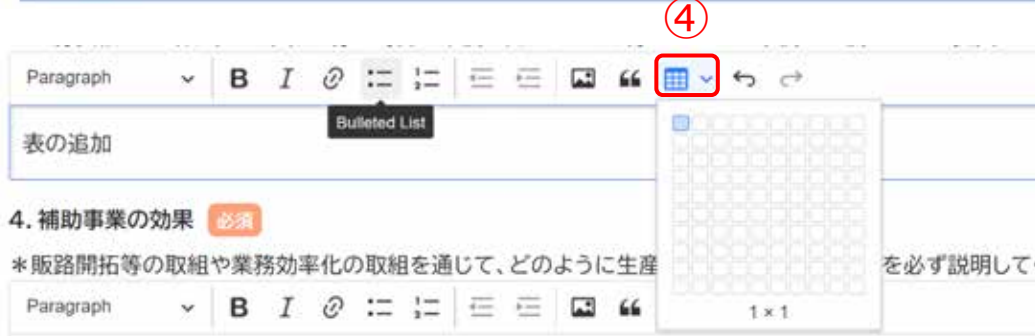 ④
Paragraph B I
Bulleted List
表の追加
4. 補助事業の効果 必須
＊販路開拓等の取組や業務効率化の取組を通じて、どのように生産
を必ず説明して
Paragraph B I
1 × 1